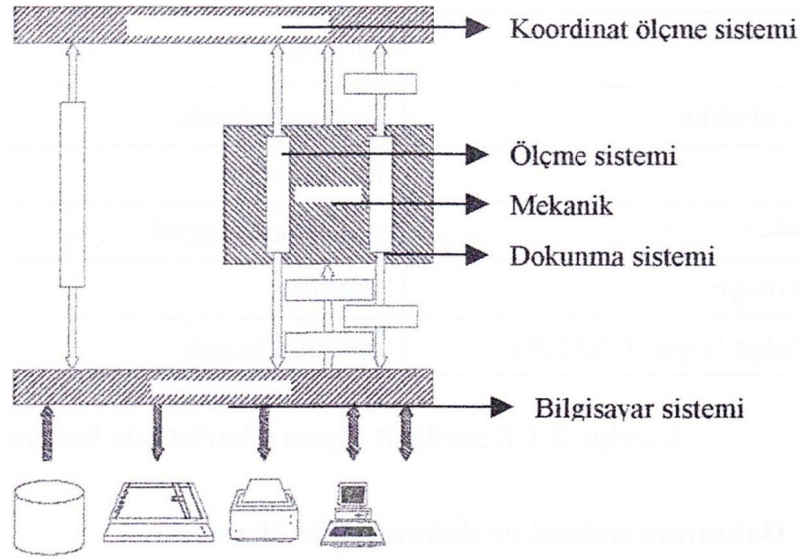 Koordinat ölçme sistemi
Ölçme sistemi
Mekanik
Dokunma sistemi
Bilgisayar sistemi